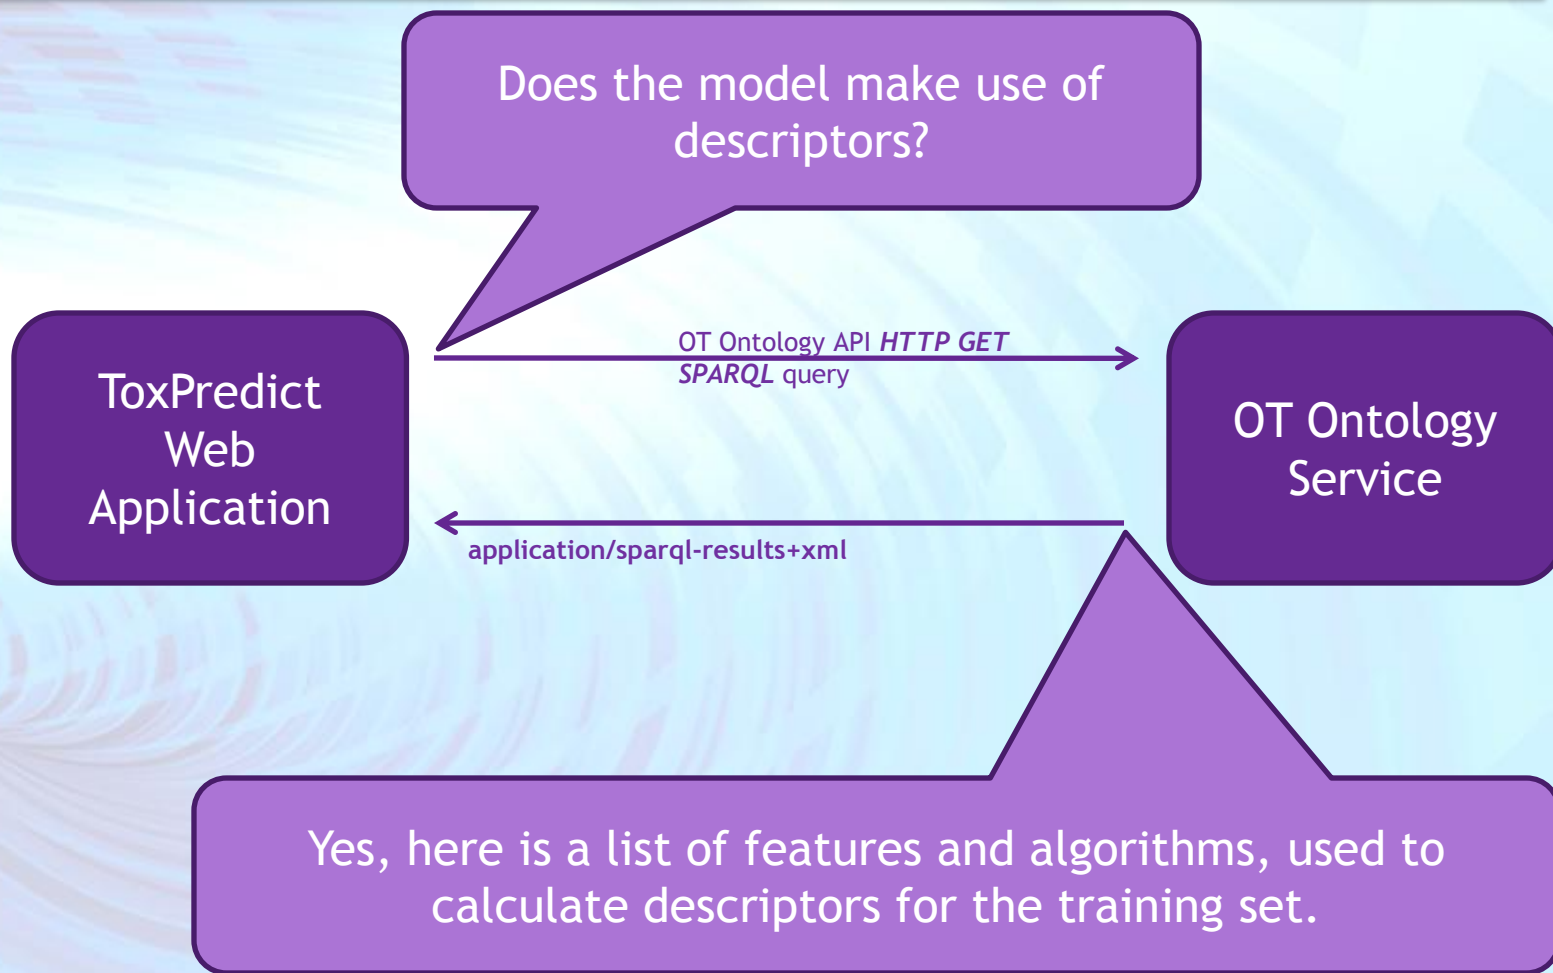 Does the model make use of
descriptors?
ToxPredict
Web
Application
OT Ontology API HTTP GET
SPARQL query
OT Ontology
Service
application/sparql-results+xml
Yes, here is a list of features and algorithms, used to
calculate descriptors for the training set.